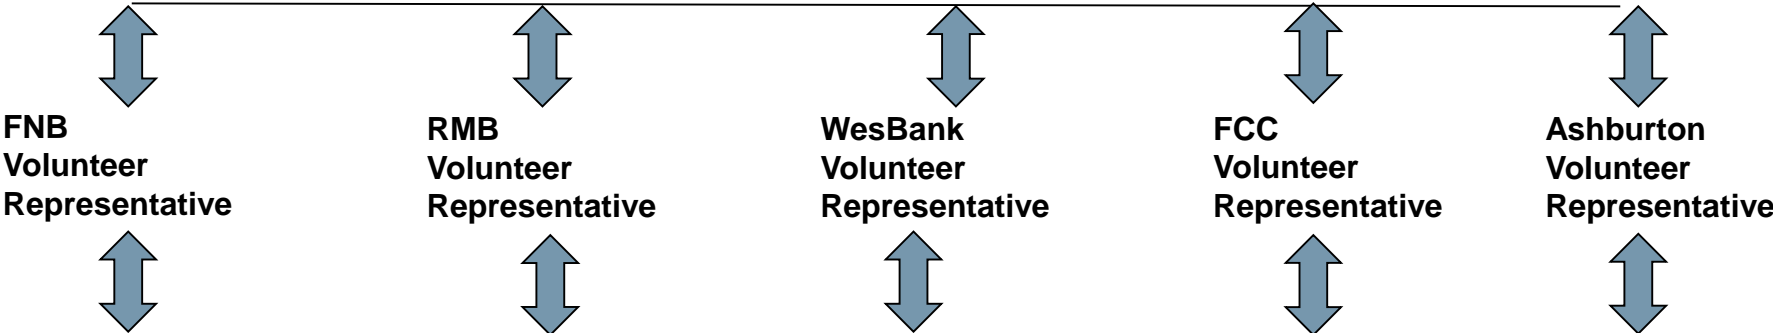 FNB
Volunteer
Representative
RMB
Volunteer
Representative
WesBank
Volunteer
Representative
FCC
Volunteer
Representative
Ashburton
Volunteer
Representative